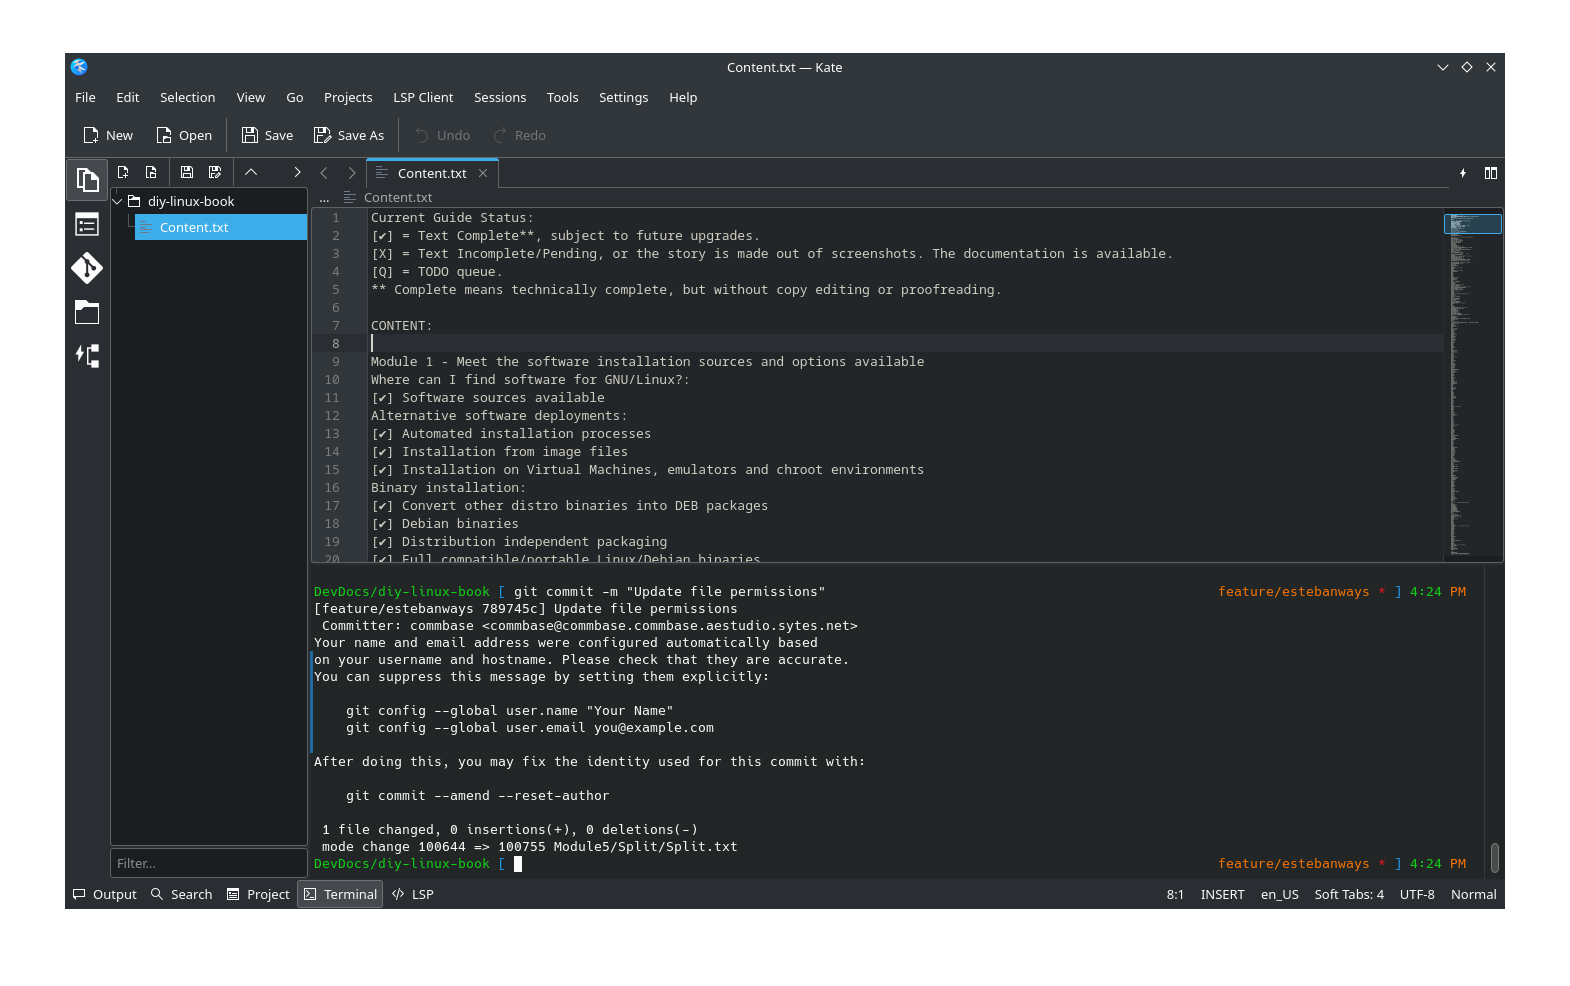 Content.txt — Kate
File Edit Selection View Go Projects LSP Client Sessions Tools Settings Help
New Open Save Save As Undo Redo
Content.txt
diy-linux-book
Content.txt
... Content.txt
1 Current Guide Status:
2 [✔] = Text Complete**, subject to future upgrades.
3 [X] = Text Incomplete/Pending, or the story is made out of screenshots. The documentation is available.
4 [Q] = TODO queue.
5 ** Complete means technically complete, but without copy editing or proofreading.
6
7 CONTENT:
8
9 Module 1 - Meet the software installation sources and options available
10 Where can I find software for GNU/Linux?:
11 [✔] Software sources available
12 Alternative software deployments:
13 [✔] Automated installation processes
14 [✔] Installation from image files
15 [✔] Installation on Virtual Machines, emulators and chroot environments
16 Binary installation:
17 [✔] Convert other distro binaries into DEB packages
18 [✔] Debian binaries
19 [✔] Distribution independent packaging
20 [✔] Full compatible/portable Linux/Debian binaries
DevDocs/diy-linux-book [ git commit -m "Update file permissions" feature/estebanways * ] 4:24 PM
[feature/estebanways 789745c] Update file permissions
Committer: commbase <commbase@commbase.commbase.aestudio.sytes.net>
Your name and email address were configured automatically based
on your username and hostname. Please check that they are accurate.
You can suppress this message by setting them explicitly:
git config --global user.name "Your Name"
git config --global user.email you@example.com
After doing this, you may fix the identity used for this commit with:
git commit --amend --reset-author
1 file changed, 0 insertions(+), 0 deletions(-)
mode change 100644 => 100755 Module5/Split/Split.txt
DevDocs/diy-linux-book [ feature/estebanways * ] 4:24 PM
Filter...
Output Search Project Terminal LSP 8:1 INSERT en_US Soft Tabs: 4 UTF-8 Normal